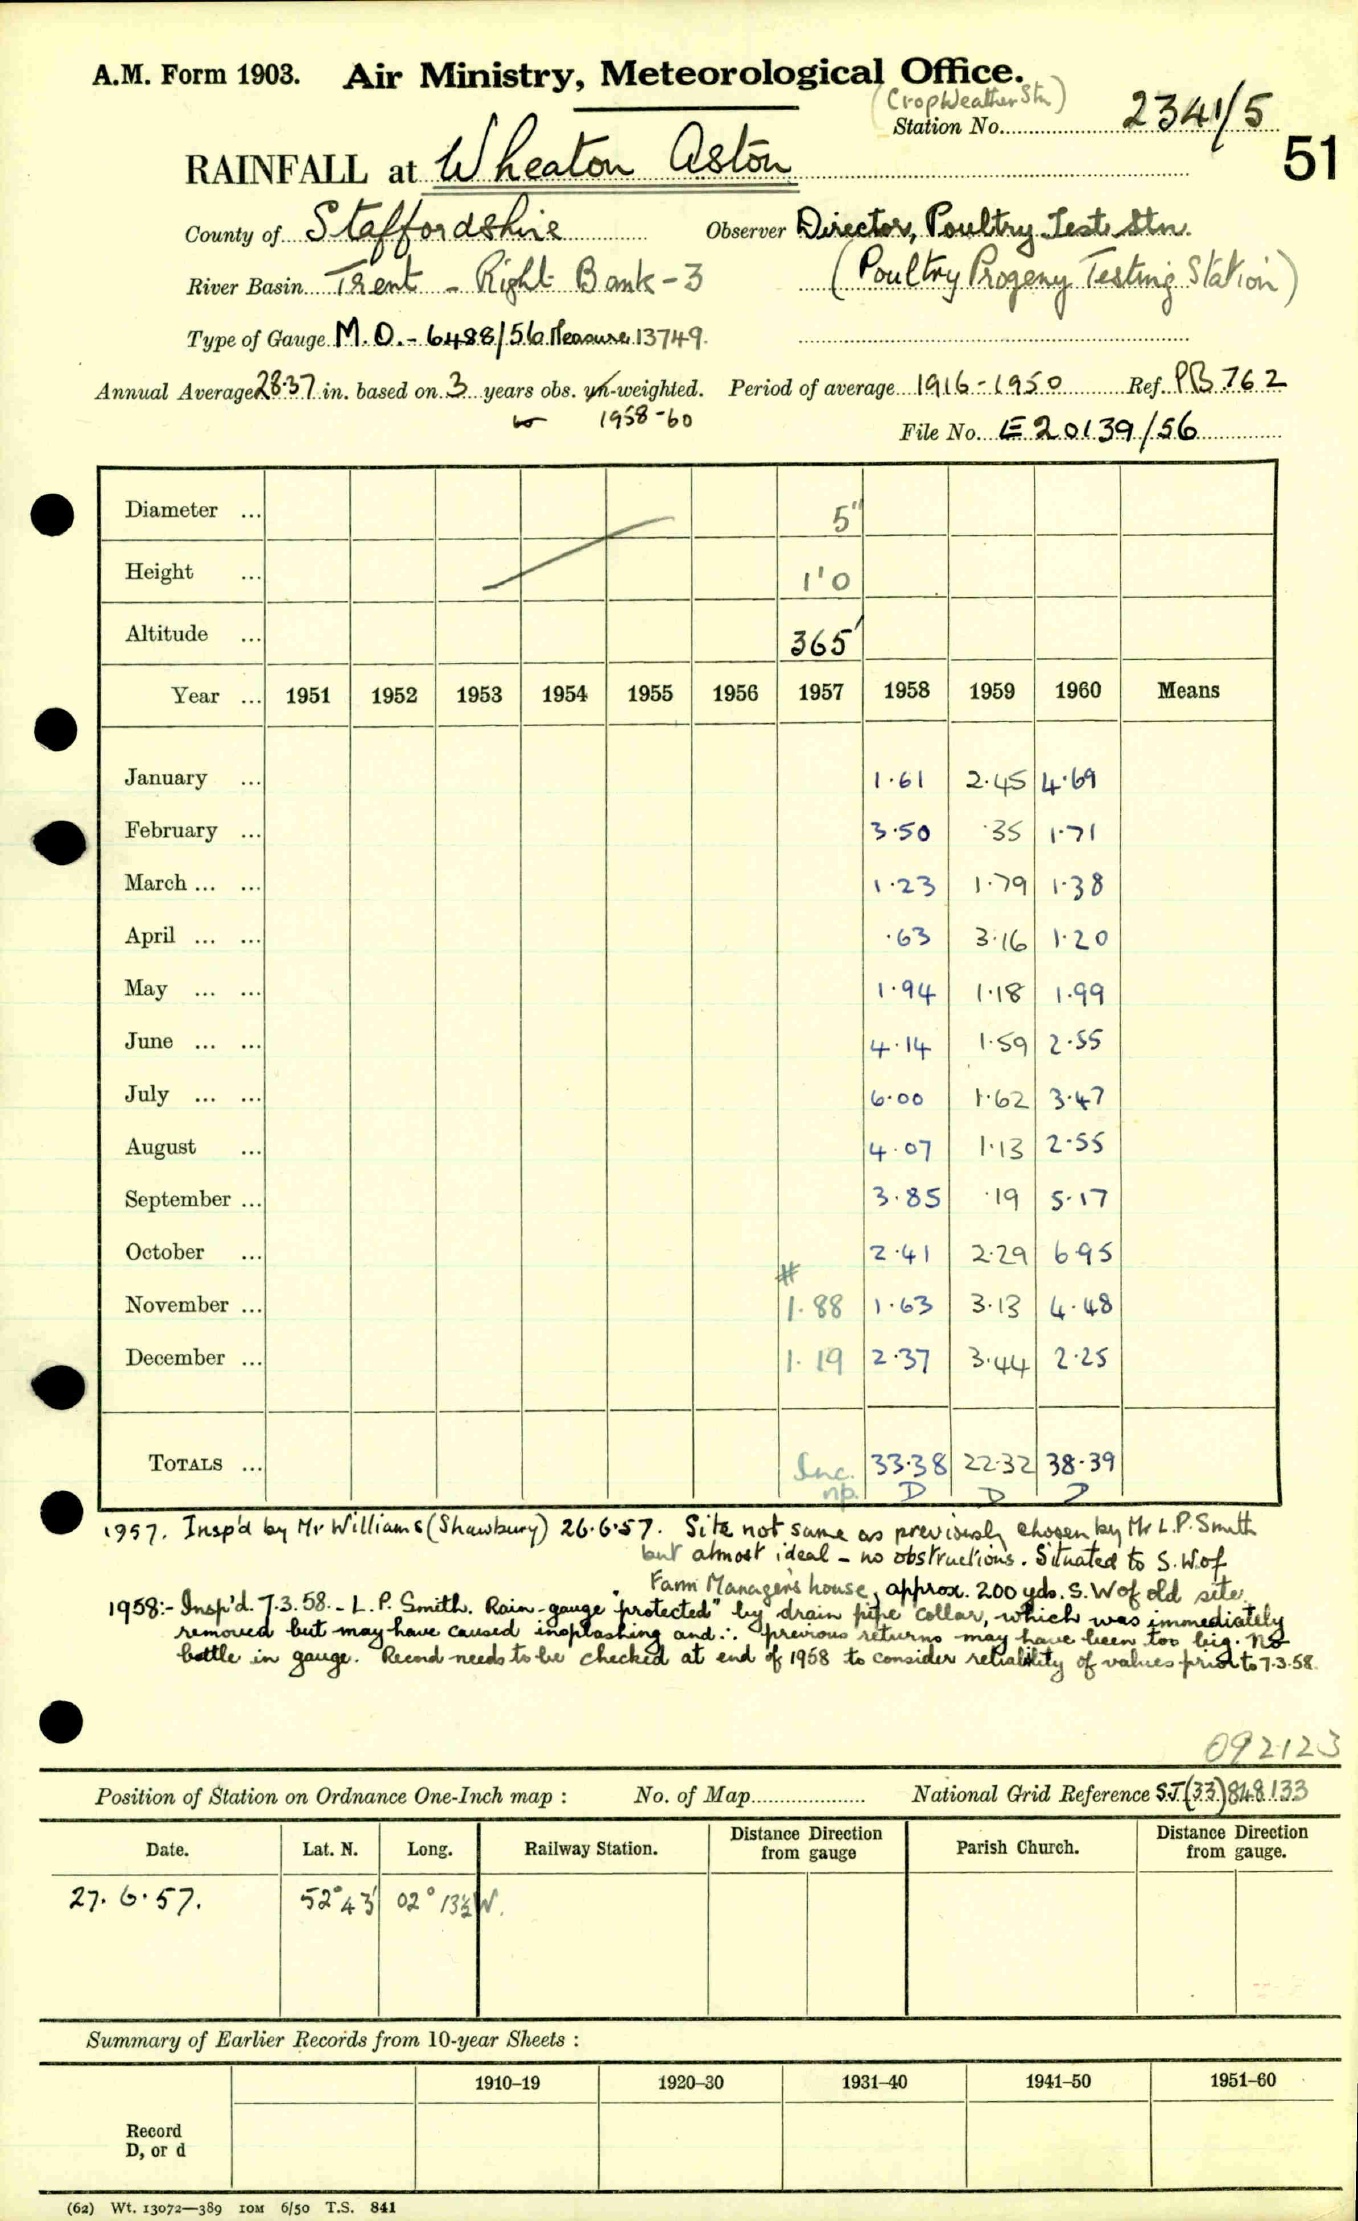 A.M. Form 1903. Air Ministry, Meteorological Office.
(CropWeather Stn)
Station No. 2341/5
51
RAINFALL at Wheaton Aston
County of Staffordshire Observer Director, Poultry Test Stn.
River Basin Trent - Right Bank - 3 (Poultry Progeny Testing Station)
Type of Gauge M.O. - 6488/56 Measure 13749.
Annual Average 28.37 in. based on 3 years obs. un-weighted. Period of average 1916-1950 Ref. PB 762
1958-60
File No. E20139/56
Diameter ... 5"
Height ... 1'0
Altitude ... 365'
Year ... 1951 1952 1953 1954 1955 1956 1957 1958 1959 1960 Means
January ... 1.61 2.45 4.69
February ... 3.50 .35 1.71
March ... ... 1.23 1.79 1.38
April ... ... .63 3.16 1.20
May ... ... 1.94 1.18 1.99
June ... ... 4.14 1.59 2.55
July ... ... 6.00 1.62 3.47
August ... 4.07 1.13 2.55
September ... 3.85 .19 5.17
October ... 2.41 2.29 6.95
#
November ... 1.88 1.63 3.13 4.48
December ... 1.19 2.37 3.44 2.25
TOTALS ... Inc. 33.38 22.32 38.39
np. D D D
1957. Insp'd by Mr Williams (Shawbury) 26.6.57. Site not same as previously chosen by Mr L.P. Smith
but almost ideal - no obstructions. Situated to S.W. of
Farm Manager's house, approx. 200 yds. S.W of old site.
1958:- Insp'd. 7.3.58. - L.P. Smith. Rain-gauge "protected" by drain pipe collar, which was immediately
removed but may have caused insplashing and ∴ previous returns may have been too big. No
bottle in gauge. Record needs to be checked at end of 1958 to consider reliability of values prior to 7.3.58.
092123
Position of Station on Ordnance One-Inch map : No. of Map National Grid Reference SJ(33)848133
Date. Lat. N. Long. Railway Station. Distance from Direction gauge Parish Church. Distance from Direction gauge.
27.6.57. 52° 43' 02° 13½ W.
Summary of Earlier Records from 10-year Sheets :
1910–19 1920–30 1931–40 1941–50 1951–60
Record
D, or d
(62) Wt. 13072—389 10M 6/50 T.S. 841